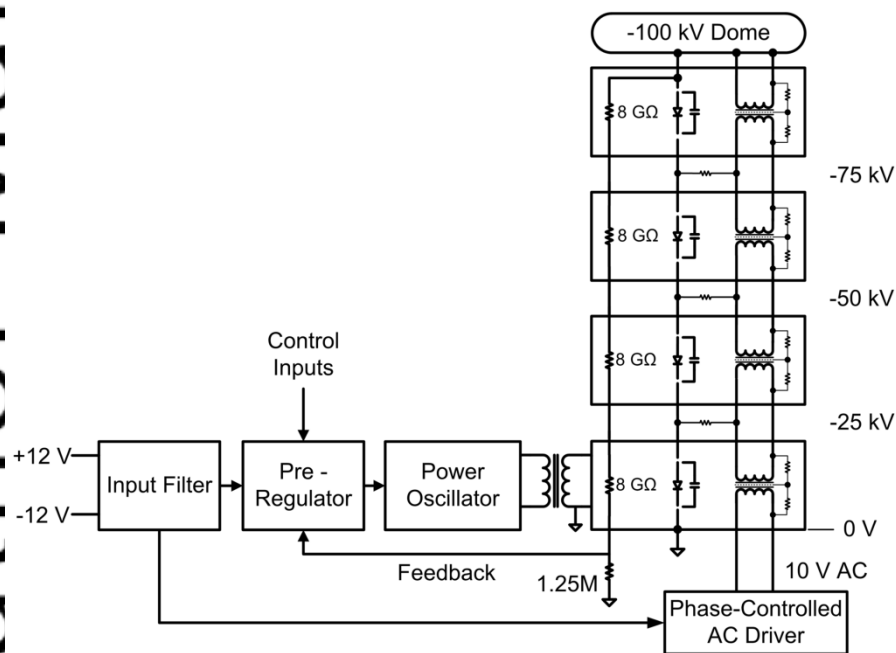 -100 kV Dome
8 GΩ
-75 kV
8 GΩ
-50 kV
Control
Inputs
8 GΩ
-25 kV
+12 V
-12 V
Input Filter
Pre -
Regulator
Power
Oscillator
8 GΩ
0 V
Feedback
1.25M
10 V AC
Phase-Controlled
AC Driver